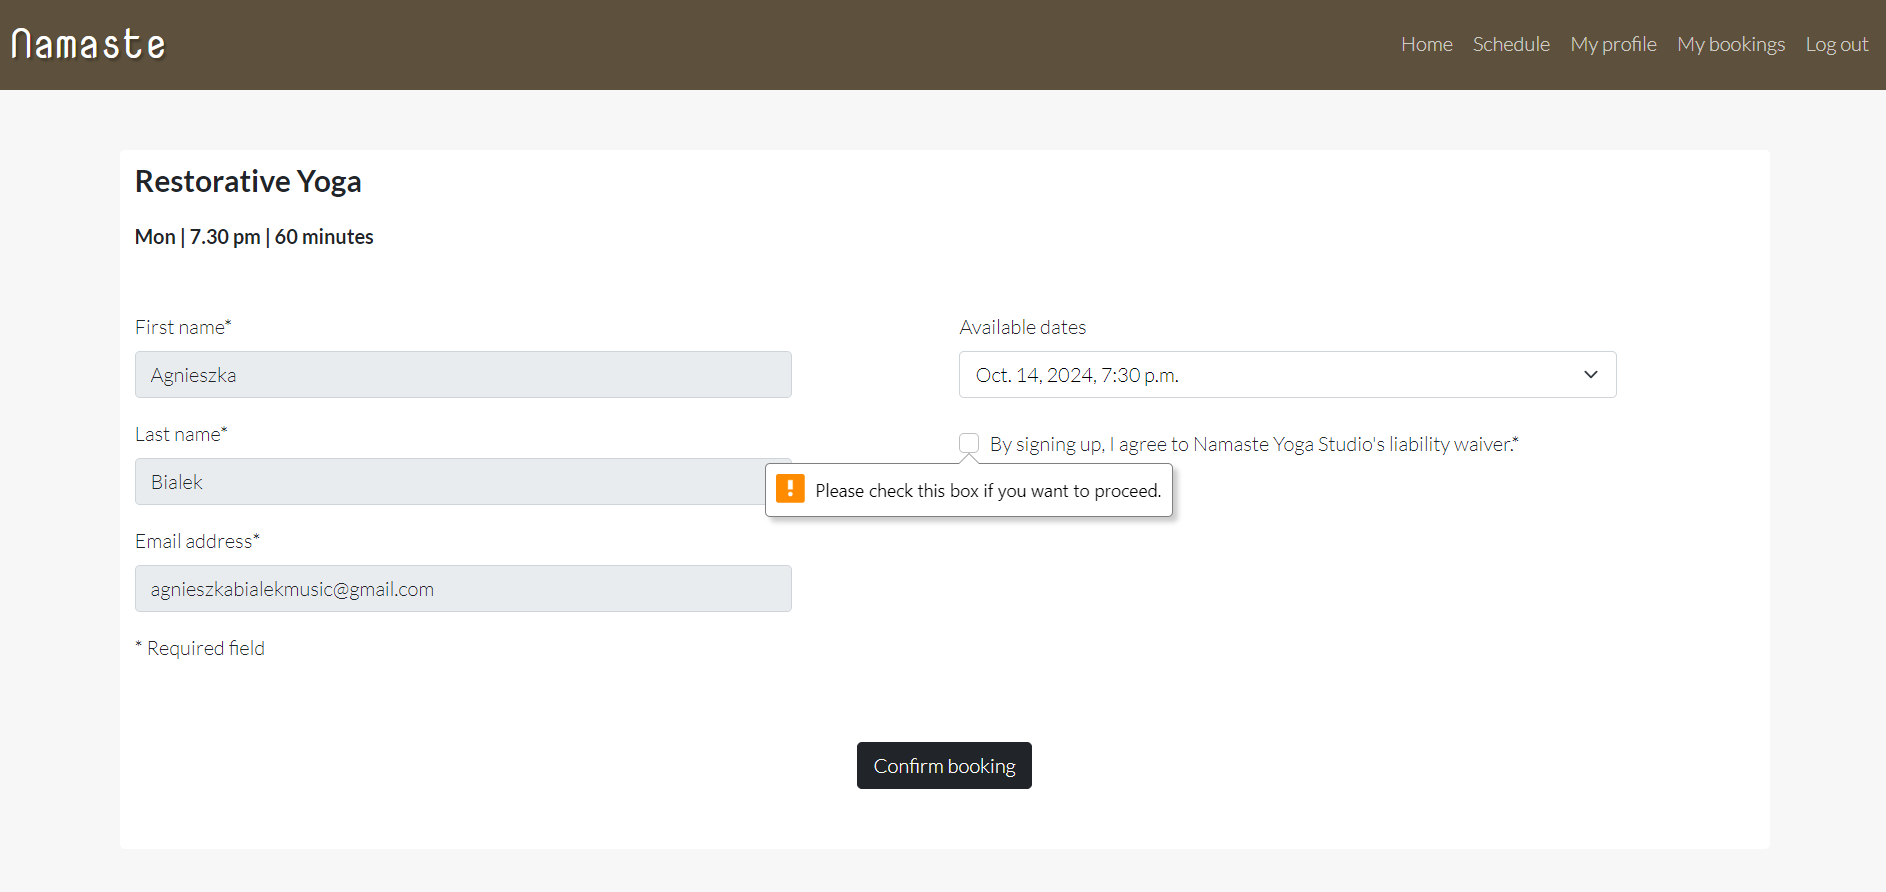 Namaste
Home Schedule My profile My bookings Log out
Restorative Yoga
Mon | 7.30 pm | 60 minutes
First name*
Agnieszka
Last name*
Bialek
Email address*
agnieszkabialekmusic@gmail.com
* Required field
Available dates
Oct. 14, 2024, 7:30 p.m.
By signing up, I agree to Namaste Yoga Studio's liability waiver.*
Please check this box if you want to proceed.
Confirm booking